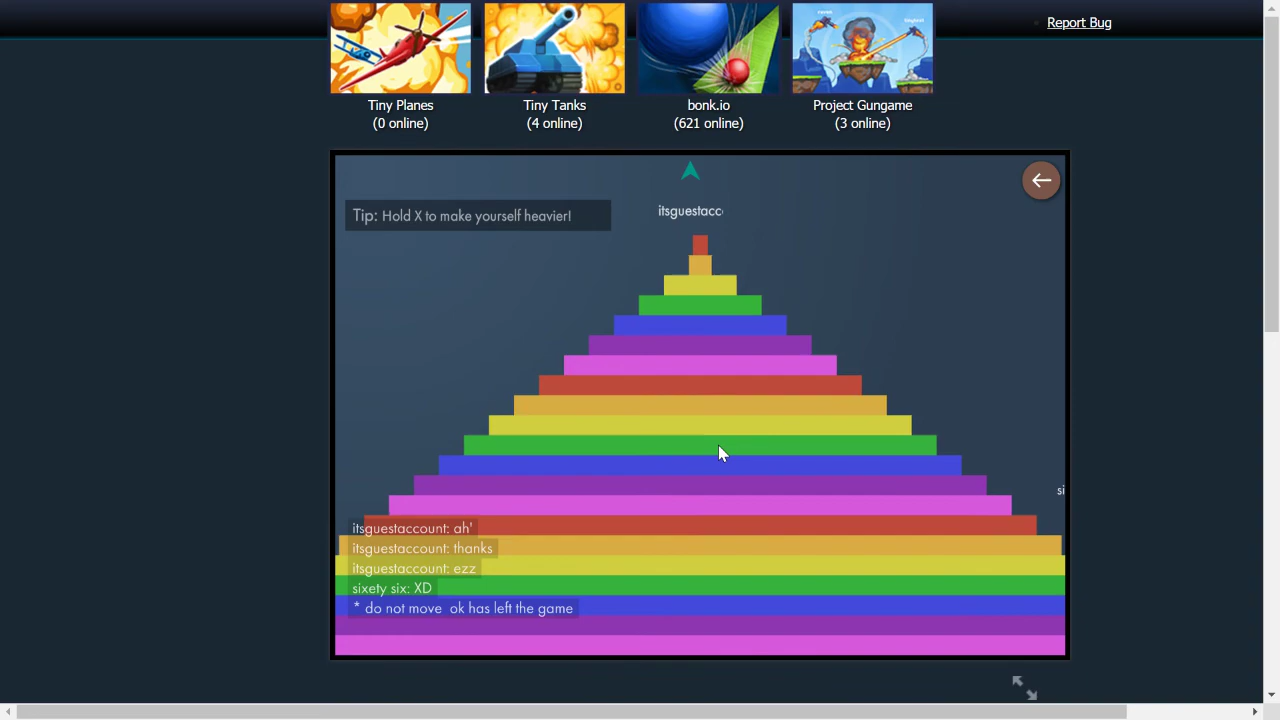 Report Bug
Tiny Planes
(0 online)
Tiny Tanks
(4 online)
bonk.io
(621 online)
Project Gungame
(3 online)
Tip: Hold X to make yourself heavier!
itsguestacc
si
itsguestaccount: ah'
itsguestaccount: thanks
itsguestaccount: ezz
sixety six: XD
* do not move  ok has left the game